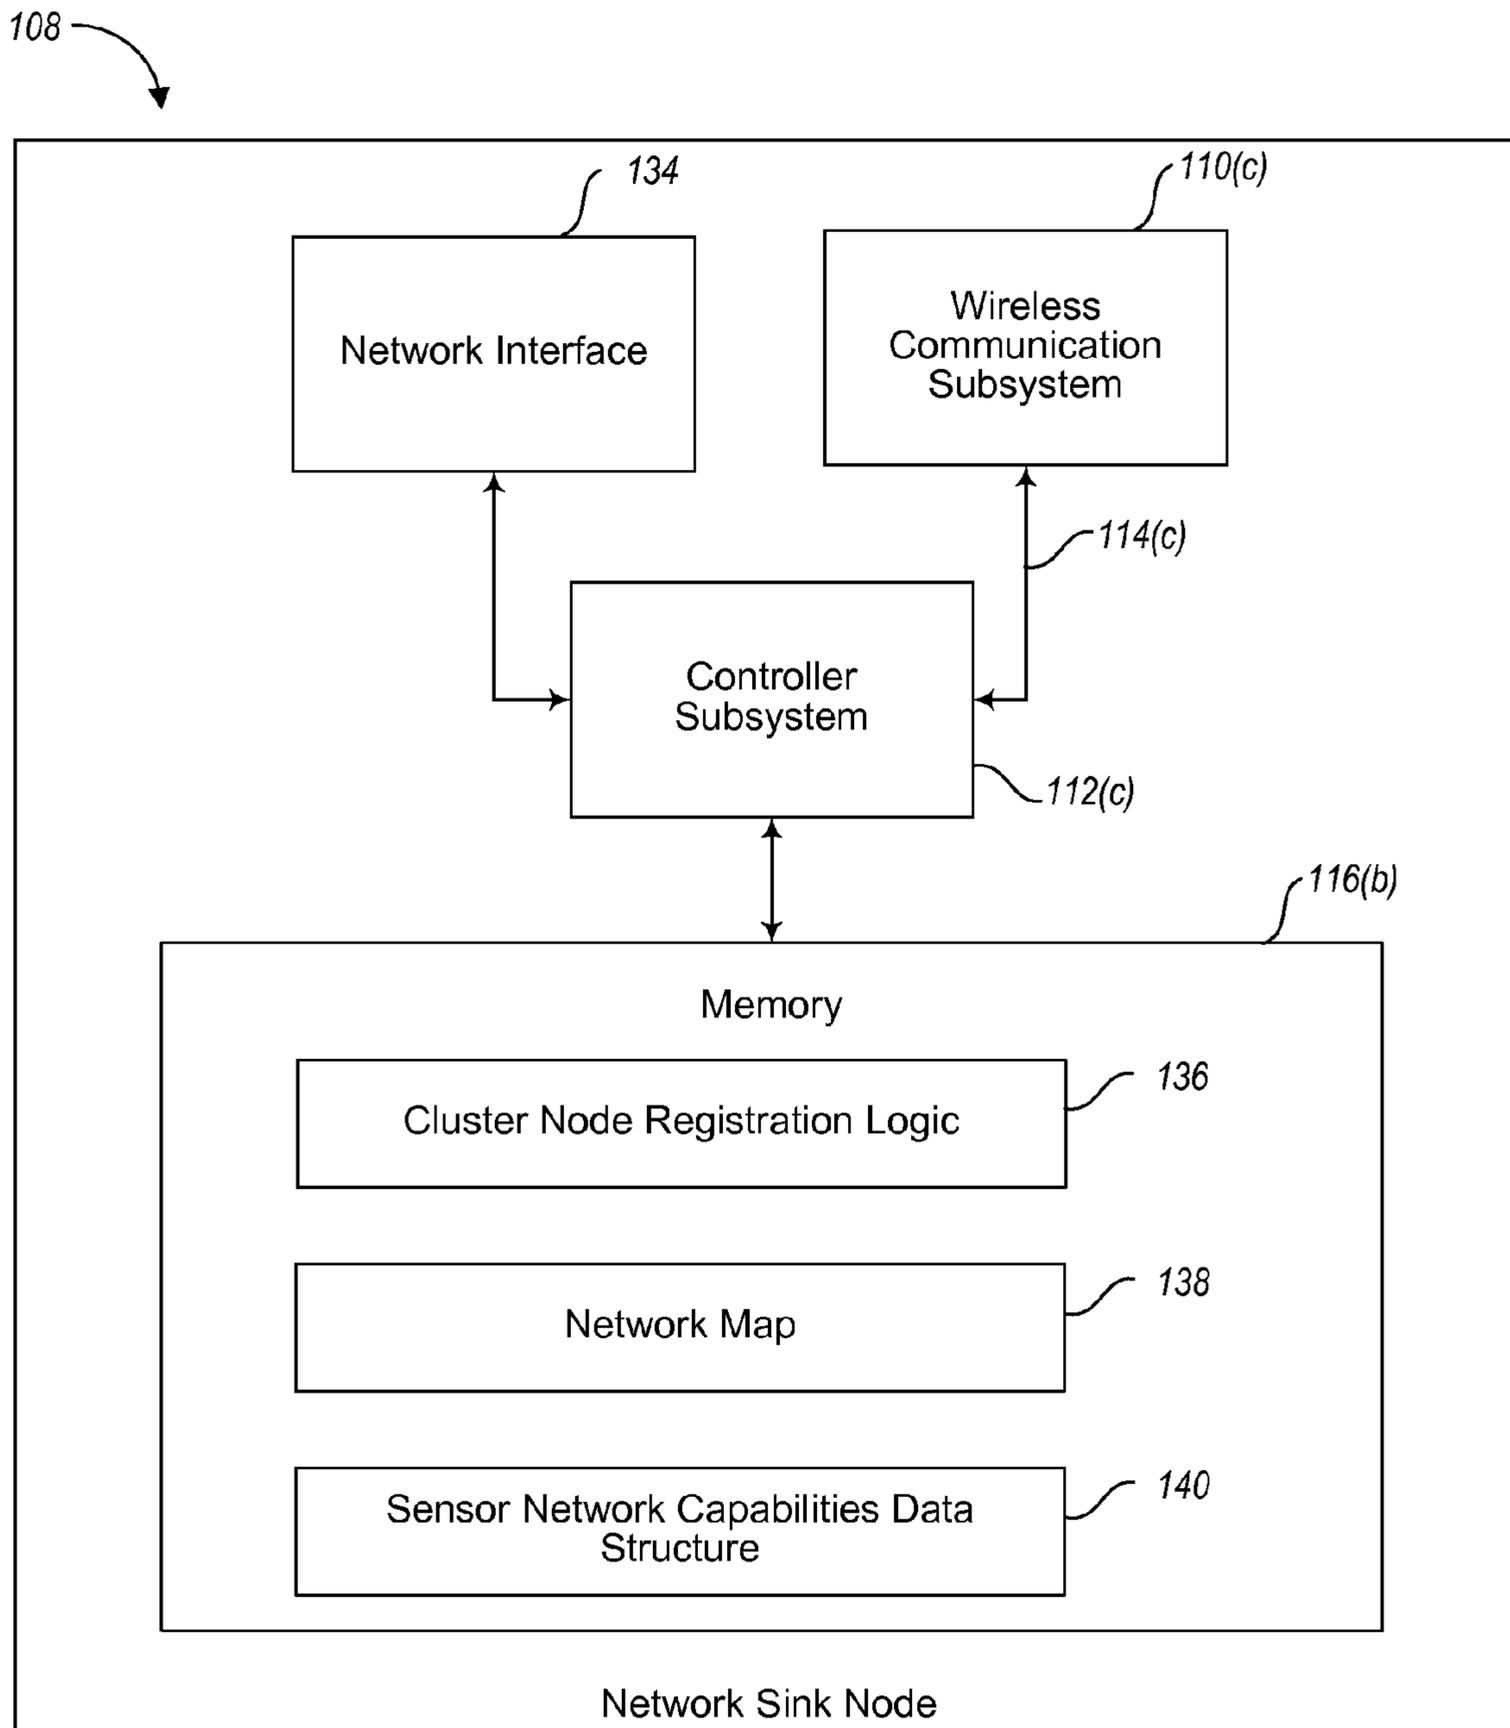 108
134
110(c)
Network Interface
Wireless
Communication
Subsystem
114(c)
Controller
Subsystem
112(c)
116(b)
Memory
136
Cluster Node Registration Logic
138
Network Map
140
Sensor Network Capabilities Data
Structure
Network Sink Node